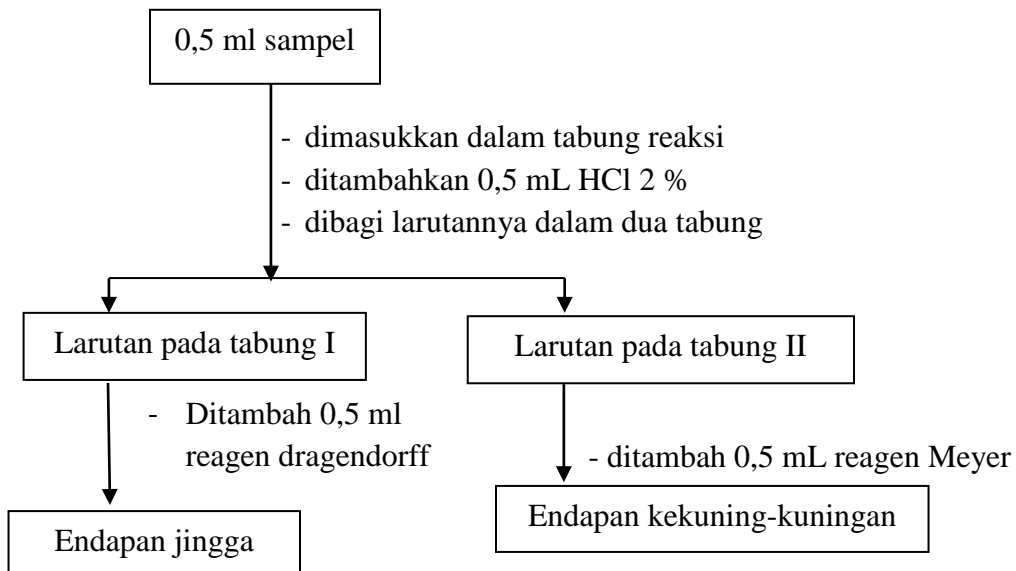 0,5 ml sampel
- dimasukkan dalam tabung reaksi
- ditambahkan 0,5 mL HCl 2 %
- dibagi larutannya dalam dua tabung
Larutan pada tabung I
Larutan pada tabung II
- Ditambah 0,5 ml
reagen dragendorff
- ditambah 0,5 mL reagen Meyer
Endapan jingga
Endapan kekuning-kuningan